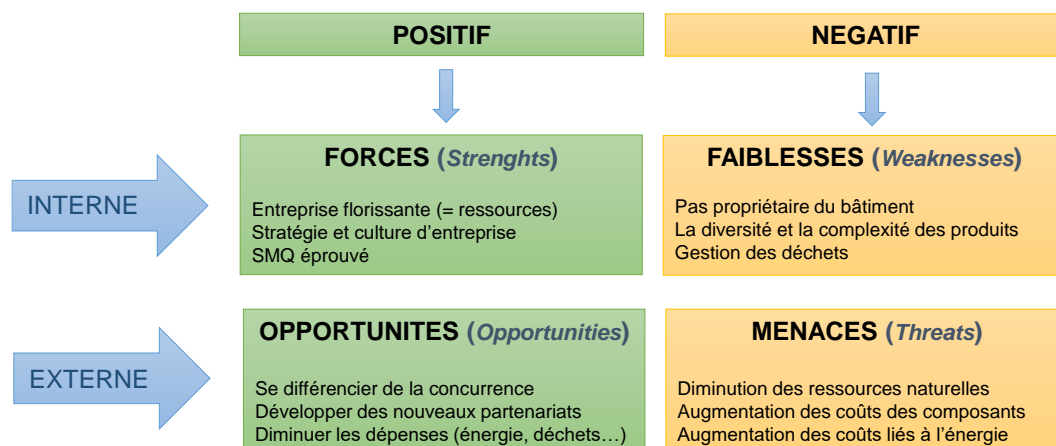 POSITIF
NEGATIF
INTERNE
FORCES (Strenghts)
Entreprise florissante (= ressources)
Stratégie et culture d’entreprise
SMQ éprouvé
FAIBLESSES (Weaknesses)
Pas propriétaire du bâtiment
La diversité et la complexité des produits
Gestion des déchets
EXTERNE
OPPORTUNITES (Opportunities)
Se différencier de la concurrence
Développer des nouveaux partenariats
Diminuer les dépenses (énergie, déchets…)
MENACES (Threats)
Diminution des ressources naturelles
Augmentation des coûts des composants
Augmentation des coûts liés à l’énergie